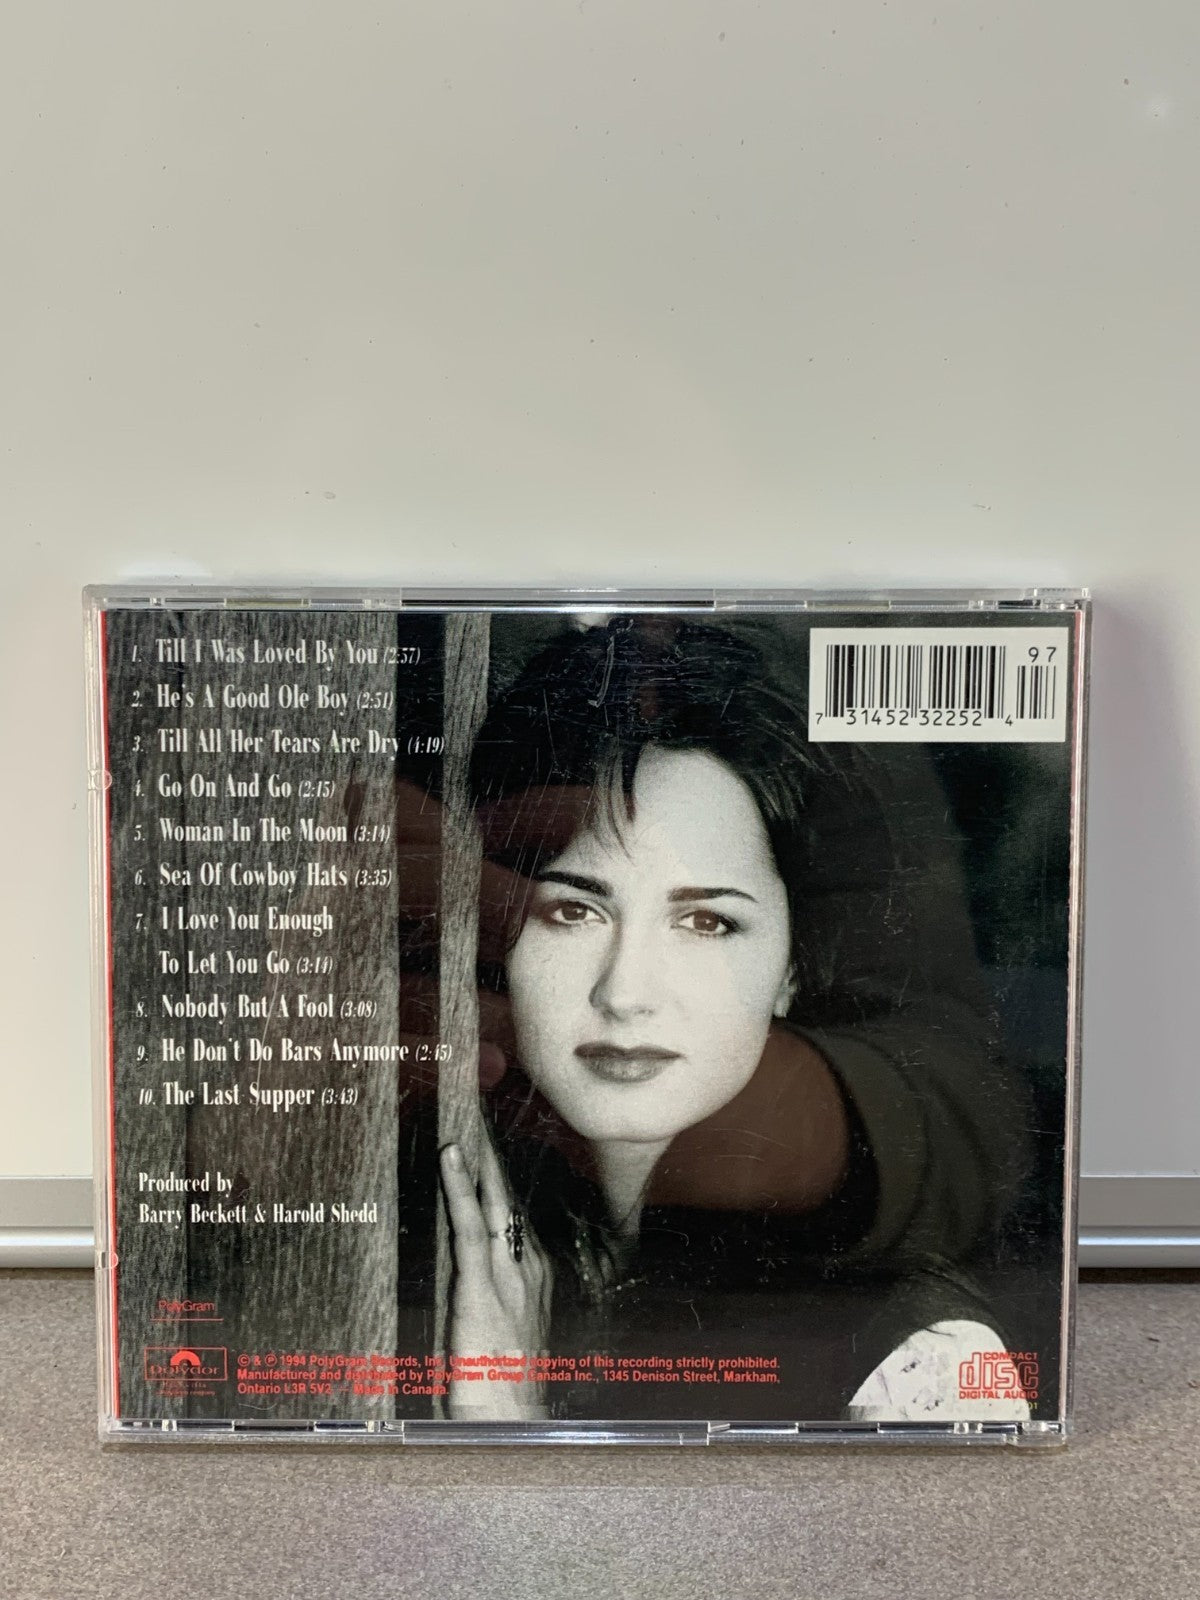 1. Till I Was Loved By You (2:57)
2. He's A Good Ole Boy (2:51)
3. Till All Her Tears Are Dry (4:19)
4. Go On And Go (2:15)
5. Woman In The Moon (3:14)
6. Sea Of Cowboy Hats (3:35)
7. I Love You Enough
To Let You Go (3:14)
8. Nobody But A Fool (3:08)
9. He Don't Do Bars Anymore (2:45)
10. The Last Supper (3:43)
Produced by
Barry Beckett & Harold Shedd
97
7 31452 32252 4
PolyGram
polydor
© & ℗ 1994 PolyGram Records, Inc. Unauthorized copying of this recording strictly prohibited.
Manufactured and distributed by PolyGram Group Canada Inc., 1345 Denison Street, Markham,
Ontario L3R 5V2 — Made in Canada.
COMPACT
disc
DIGITAL AUDIO